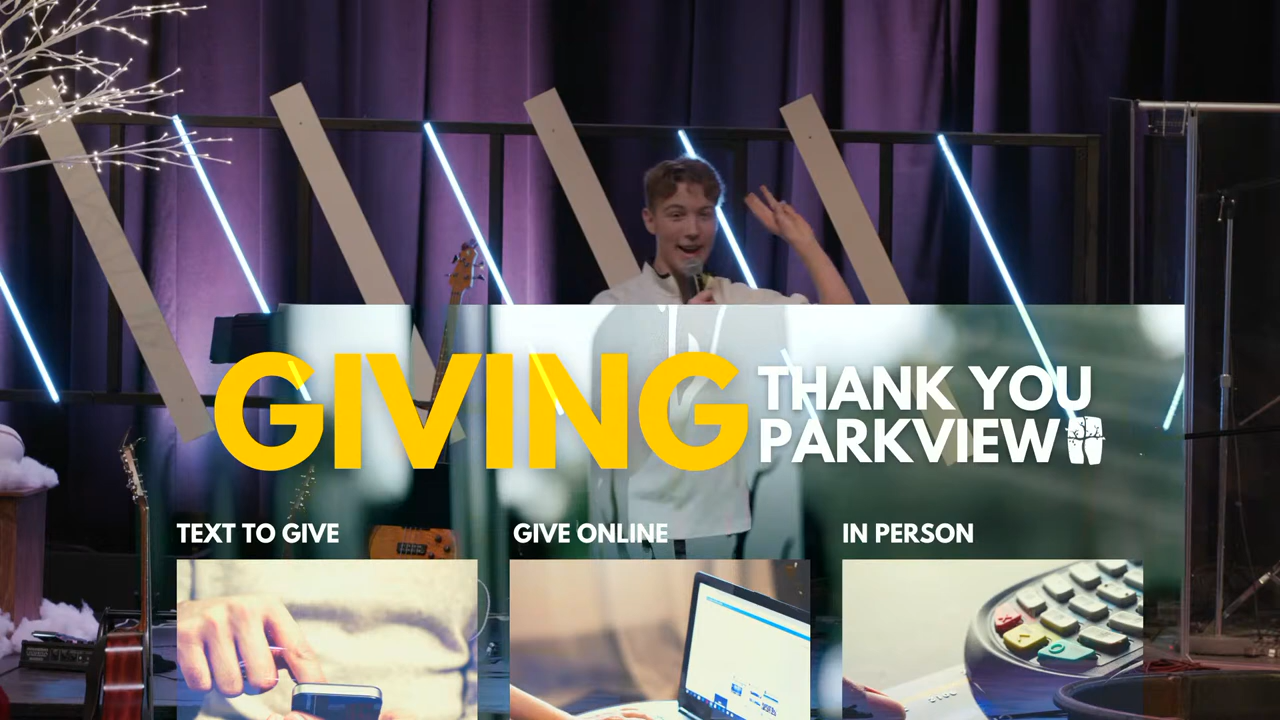 GIVING
THANK YOU
PARKVIEW
TEXT TO GIVE
GIVE ONLINE
IN PERSON